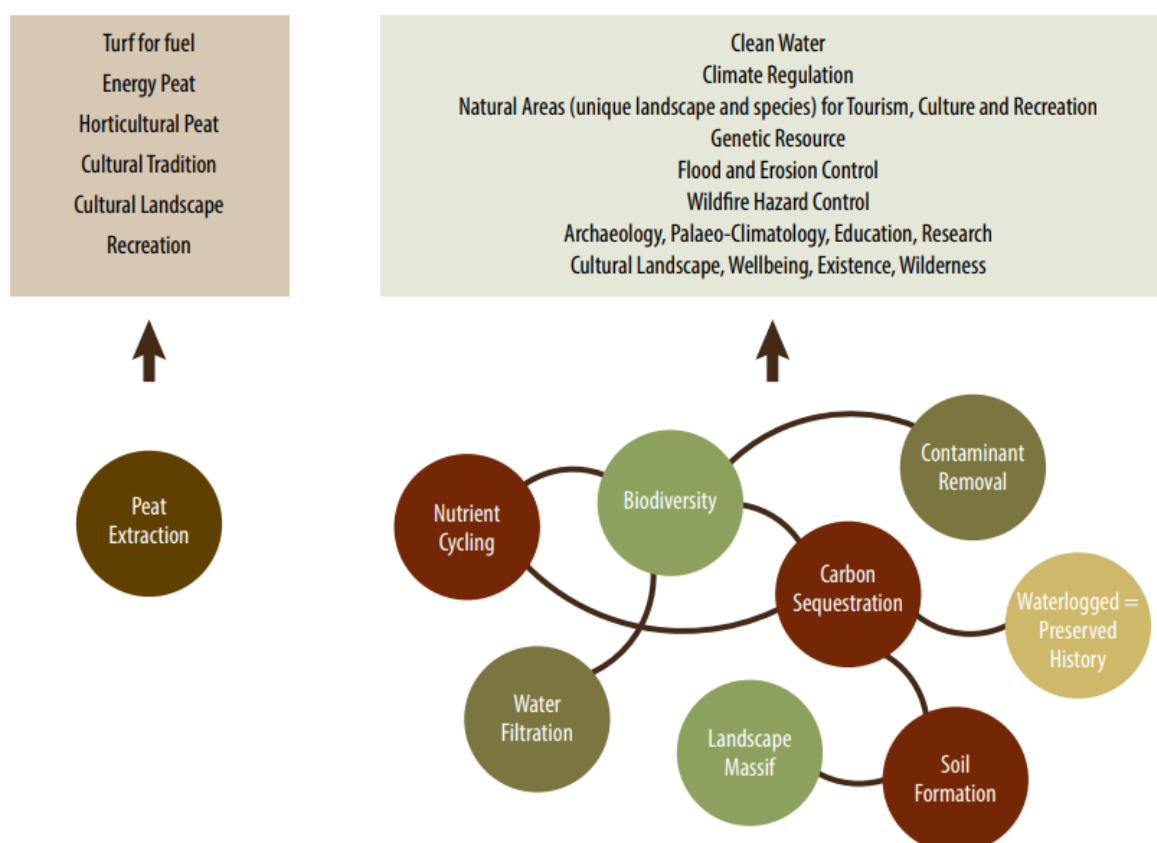 Turf for fuel
Energy Peat
Horticultural Peat
Cultural Tradition
Cultural Landscape
Recreation
Clean Water
Climate Regulation
Natural Areas (unique landscape and species) for Tourism, Culture and Recreation
Genetic Resource
Flood and Erosion Control
Wildfire Hazard Control
Archaeology, Palaeo-Climatology, Education, Research
Cultural Landscape, Wellbeing, Existence, Wilderness
Peat
Extraction
Nutrient
Cycling
Biodiversity
Contaminant
Removal
Carbon
Sequestration
Waterlogged =
Preserved
History
Water
Filtration
Landscape
Massif
Soil
Formation